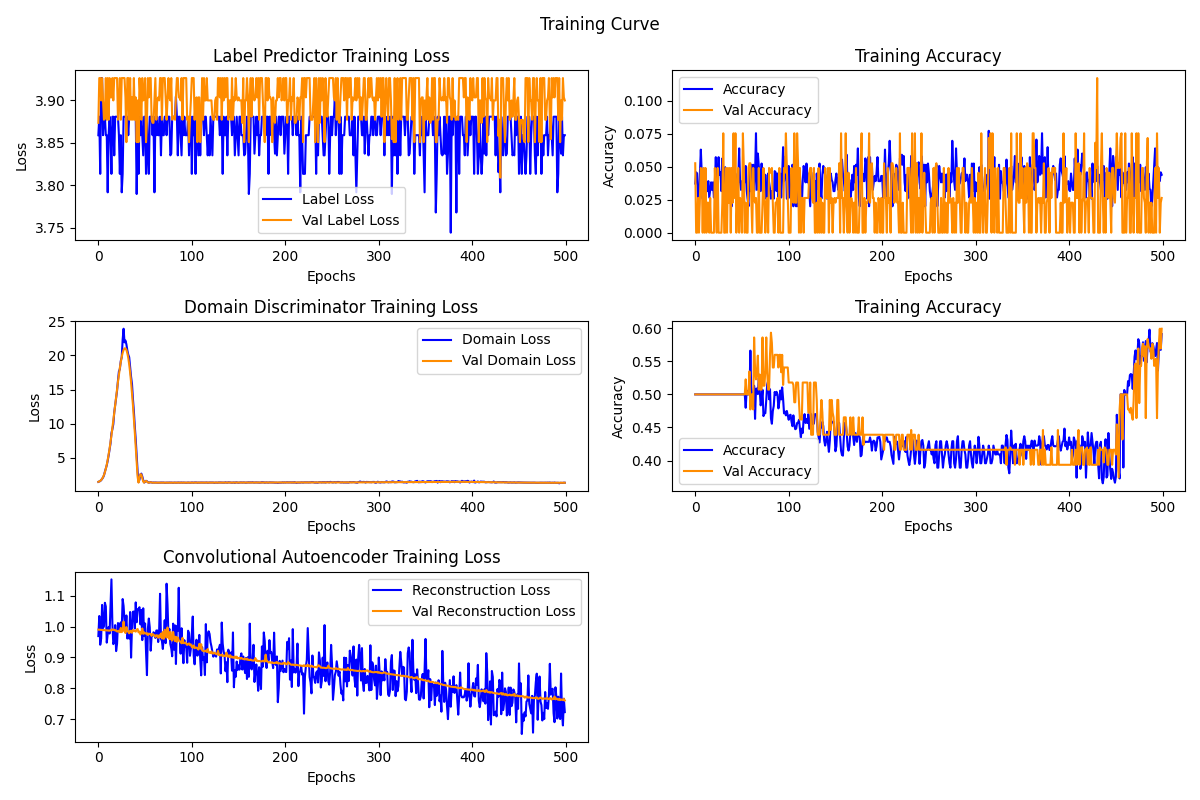 Training Curve
Label Predictor Training Loss
Loss
3.90
3.85
3.80
3.75
Label Loss
Val Label Loss
0 100 200 300 400 500
Epochs
Training Accuracy
Accuracy
0.100
0.075
0.050
0.025
0.000
Accuracy
Val Accuracy
0 100 200 300 400 500
Epochs
Domain Discriminator Training Loss
Loss
25
20
15
10
5
Domain Loss
Val Domain Loss
0 100 200 300 400 500
Epochs
Training Accuracy
Accuracy
0.60
0.55
0.50
0.45
0.40
Accuracy
Val Accuracy
0 100 200 300 400 500
Epochs
Convolutional Autoencoder Training Loss
Loss
1.1
1.0
0.9
0.8
0.7
Reconstruction Loss
Val Reconstruction Loss
0 100 200 300 400 500
Epochs